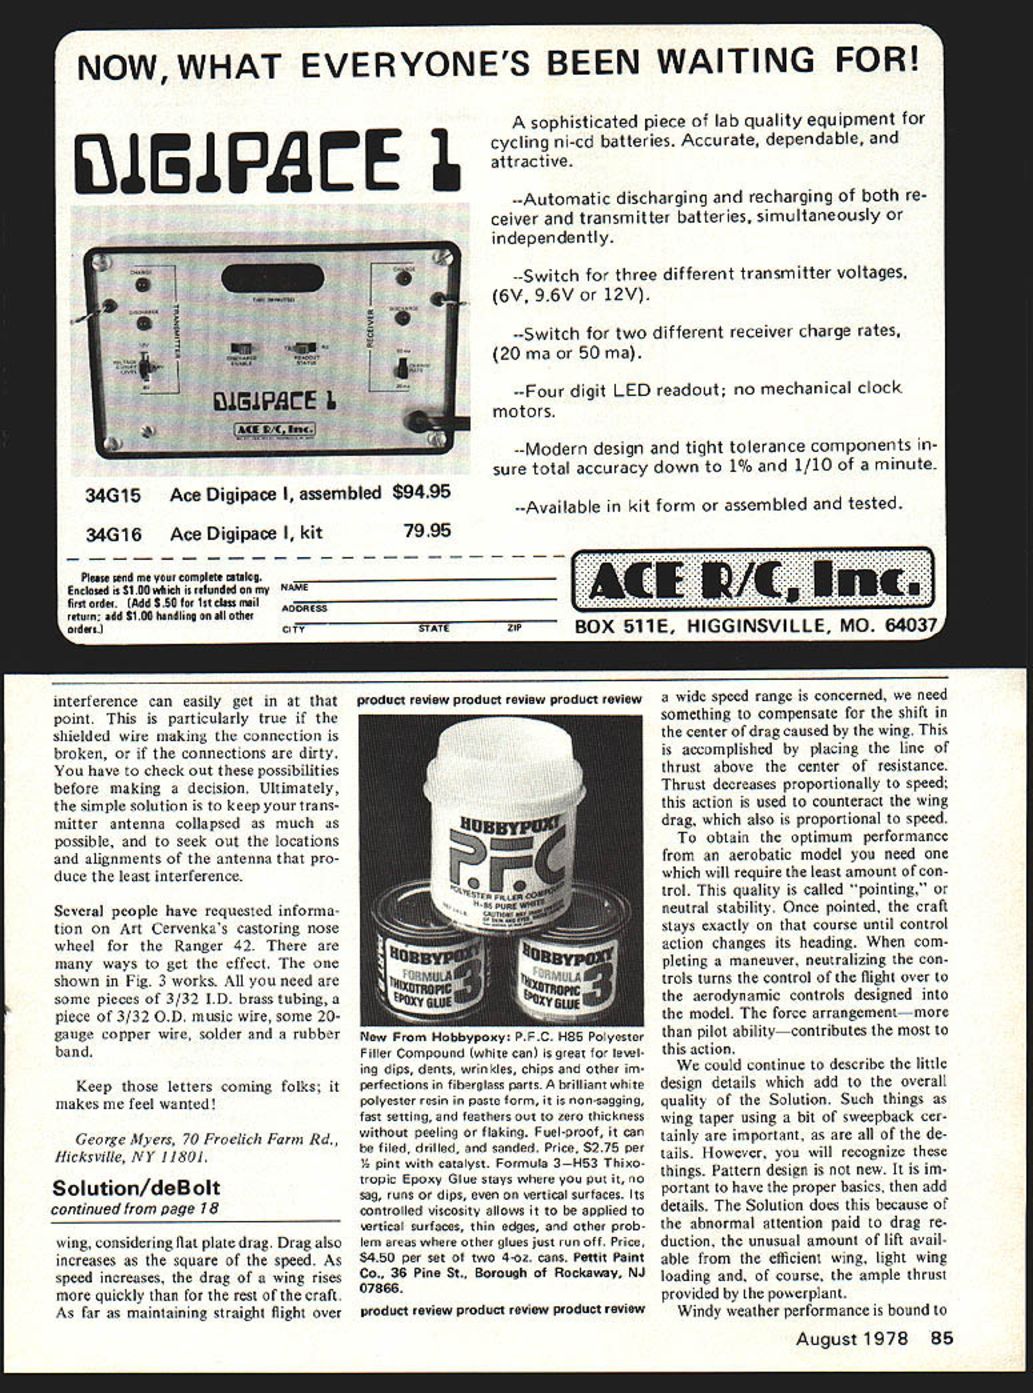 NOW, WHAT EVERYONE'S BEEN WAITING FOR!
DIGIPACE 1
CHARGE
DISCHARGE
TRANSMITTER
12V
6V
TIME (MINUTES)
DISCHARGE
ENABLE
READOUT
STATUS
CHARGE
DISCHARGE
RECEIVER
50 ma
CHARGE
RATE
20 ma
DIGIPACE 1
ACE R/C, Inc.
34G15 Ace Digipace I, assembled $94.95
34G16 Ace Digipace I, kit 79.95
A sophisticated piece of lab quality equipment for
cycling ni-cd batteries. Accurate, dependable, and
attractive.
--Automatic discharging and recharging of both re-
ceiver and transmitter batteries, simultaneously or
independently.
--Switch for three different transmitter voltages,
(6V, 9.6V or 12V).
--Switch for two different receiver charge rates,
(20 ma or 50 ma).
--Four digit LED readout; no mechanical clock
motors.
--Modern design and tight tolerance components in-
sure total accuracy down to 1% and 1/10 of a minute.
--Available in kit form or assembled and tested.
Please send me your complete catalog.
Enclosed is $1.00 which is refunded on my
first order. (Add $.50 for 1st class mail
return; add $1.00 handling on all other
orders.)
NAME
ADDRESS
CITY STATE ZIP
ACE R/C, Inc.
BOX 511E, HIGGINSVILLE, MO. 64037
interference can easily get in at that
point. This is particularly true if the
shielded wire making the connection is
broken, or if the connections are dirty.
You have to check out these possibilities
before making a decision. Ultimately,
the simple solution is to keep your trans-
mitter antenna collapsed as much as
possible, and to seek out the locations
and alignments of the antenna that pro-
duce the least interference.
Several people have requested informa-
tion on Art Cervenka's castoring nose
wheel for the Ranger 42. There are
many ways to get the effect. The one
shown in Fig. 3 works. All you need are
some pieces of 3/32 I.D. brass tubing, a
piece of 3/32 O.D. music wire, some 20-
gauge copper wire, solder and a rubber
band.
Keep those letters coming folks; it
makes me feel wanted!
George Myers, 70 Froelich Farm Rd.,
Hicksville, NY 11801.
Solution/deBolt
continued from page 18
wing, considering flat plate drag. Drag also
increases as the square of the speed. As
speed increases, the drag of a wing rises
more quickly than for the rest of the craft.
As far as maintaining straight flight over
product review product review product review
HOBBYPOXY
P.F.C.
POLYESTER FILLER COMPOUND
H-85 PURE WHITE
HOBBYPOXY
FORMULA 3
THIXOTROPIC
EPOXY GLUE
HOBBYPOXY
FORMULA 3
THIXOTROPIC
EPOXY GLUE
New From Hobbypoxy: P.F.C. H85 Polyester
Filler Compound (white can) is great for level-
ing dips, dents, wrinkles, chips and other im-
perfections in fiberglass parts. A brilliant white
polyester resin in paste form, it is non-sagging,
fast setting, and feathers out to zero thickness
without peeling or flaking. Fuel-proof, it can
be filed, drilled, and sanded. Price, $2.75 per
½ pint with catalyst. Formula 3—H53 Thixo-
tropic Epoxy Glue stays where you put it, no
sag, runs or dips, even on vertical surfaces. Its
controlled viscosity allows it to be applied to
vertical surfaces, thin edges, and other prob-
lem areas where other glues just run off. Price,
$4.50 per set of two 4-oz. cans. Pettit Paint
Co., 36 Pine St., Borough of Rockaway, NJ
07866.
product review product review product review
a wide speed range is concerned, we need
something to compensate for the shift in
the center of drag caused by the wing. This
is accomplished by placing the line of
thrust above the center of resistance.
Thrust decreases proportionally to speed;
this action is used to counteract the wing
drag, which also is proportional to speed.
To obtain the optimum performance
from an aerobatic model you need one
which will require the least amount of con-
trol. This quality is called "pointing," or
neutral stability. Once pointed, the craft
stays exactly on that course until control
action changes its heading. When com-
pleting a maneuver, neutralizing the con-
trols turns the control of the flight over to
the aerodynamic controls designed into
the model. The force arrangement—more
than pilot ability—contributes the most to
this action.
We could continue to describe the little
design details which add to the overall
quality of the Solution. Such things as
wing taper using a bit of sweepback cer-
tainly are important, as are all of the de-
tails. However, you will recognize these
things. Pattern design is not new. It is im-
portant to have the proper basics, then add
details. The Solution does this because of
the abnormal attention paid to drag re-
duction, the unusual amount of lift avail-
able from the efficient wing, light wing
loading and, of course, the ample thrust
provided by the powerplant.
Windy weather performance is bound to
August 1978 85